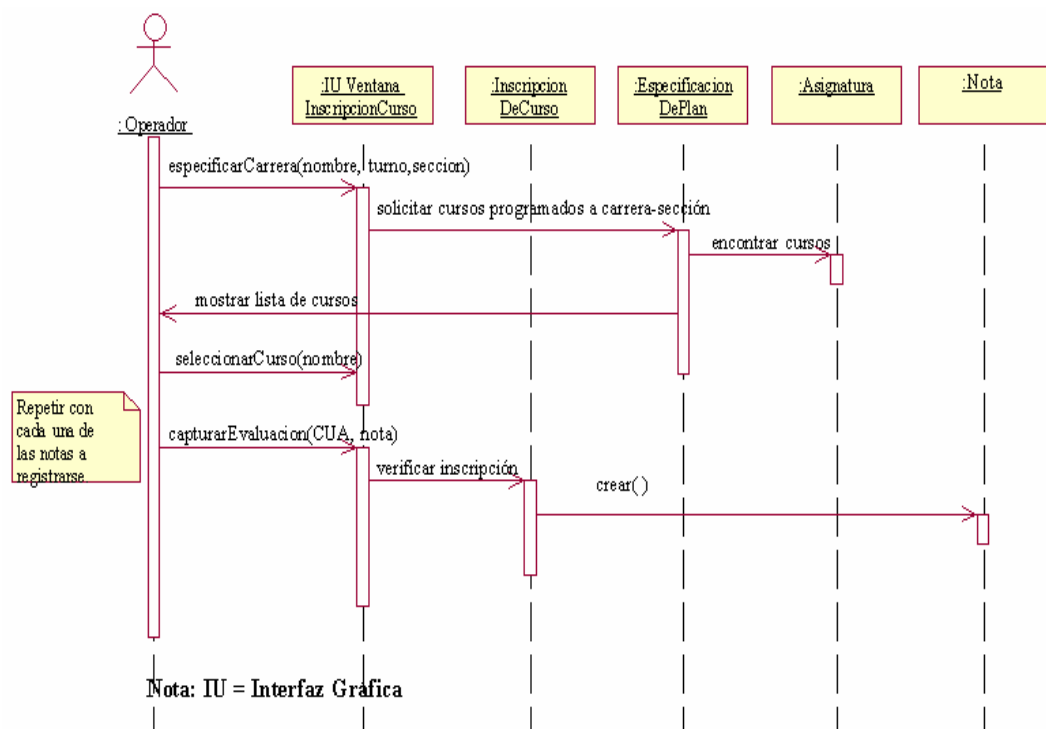 : Operador
:IU Ventana
InscripcionCurso
:Inscripcion
DeCurso
:Especificacion
DePlan
:Asignatura
:Nota
especificarCarrera(nombre, turno,seccion)
solicitar cursos programados a carrera-sección
encontrar cursos
mostrar lista de cursos
seleccionarCurso(nombre)
Repetir con
cada una de
las notas a
registrarse.
capturarEvaluacion(CUA, nota)
verificar inscripción
crear( )
Nota: IU = Interfaz Gráfica